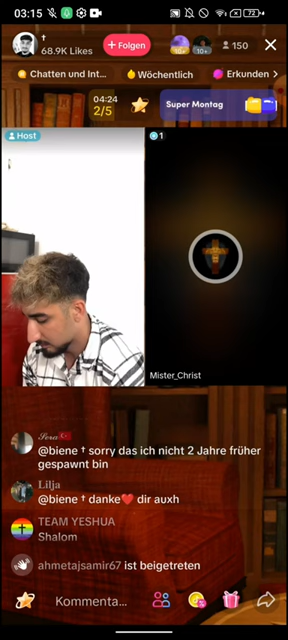 03:15
72
†
68.9K Likes
+ Folgen
10+
10+
150
Chatten und Int...
Wöchentlich
Erkunden
04:24
2/5
Super Montag
Host
1
Mister_Christ
Sora
@biene † sorry das ich nicht 2 Jahre früher
gespawnt bin
Lilja
@biene † danke❤️ dir auxh
TEAM YESHUA
Shalom
ahmetajsamir67 ist beigetreten
Kommenta...